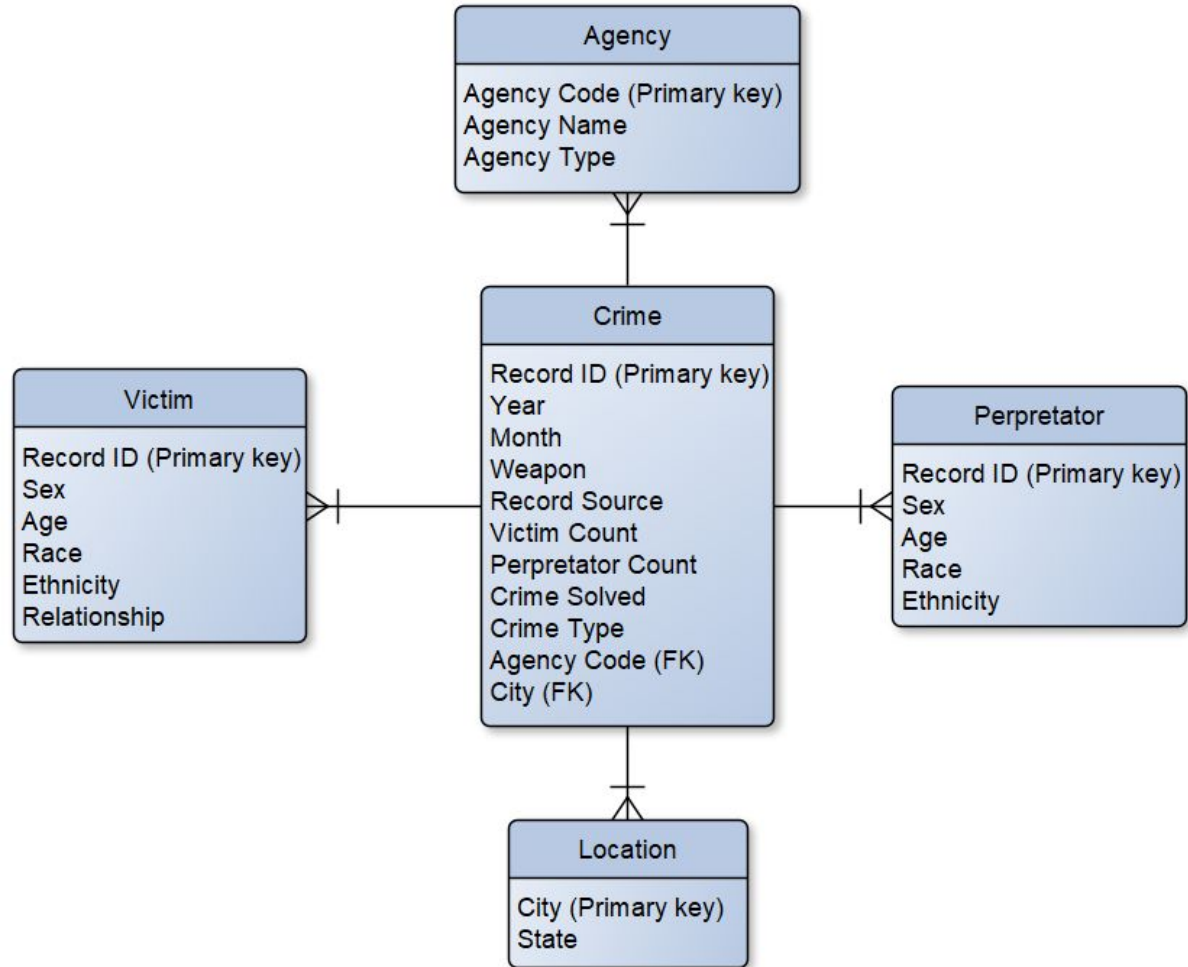 Agency
Agency Code (Primary key)
Agency Name
Agency Type
Crime
Record ID (Primary key)
Year
Month
Weapon
Record Source
Victim Count
Perpretator Count
Crime Solved
Crime Type
Agency Code (FK)
City (FK)
Victim
Record ID (Primary key)
Sex
Age
Race
Ethnicity
Relationship
Perpretator
Record ID (Primary key)
Sex
Age
Race
Ethnicity
Location
City (Primary key)
State